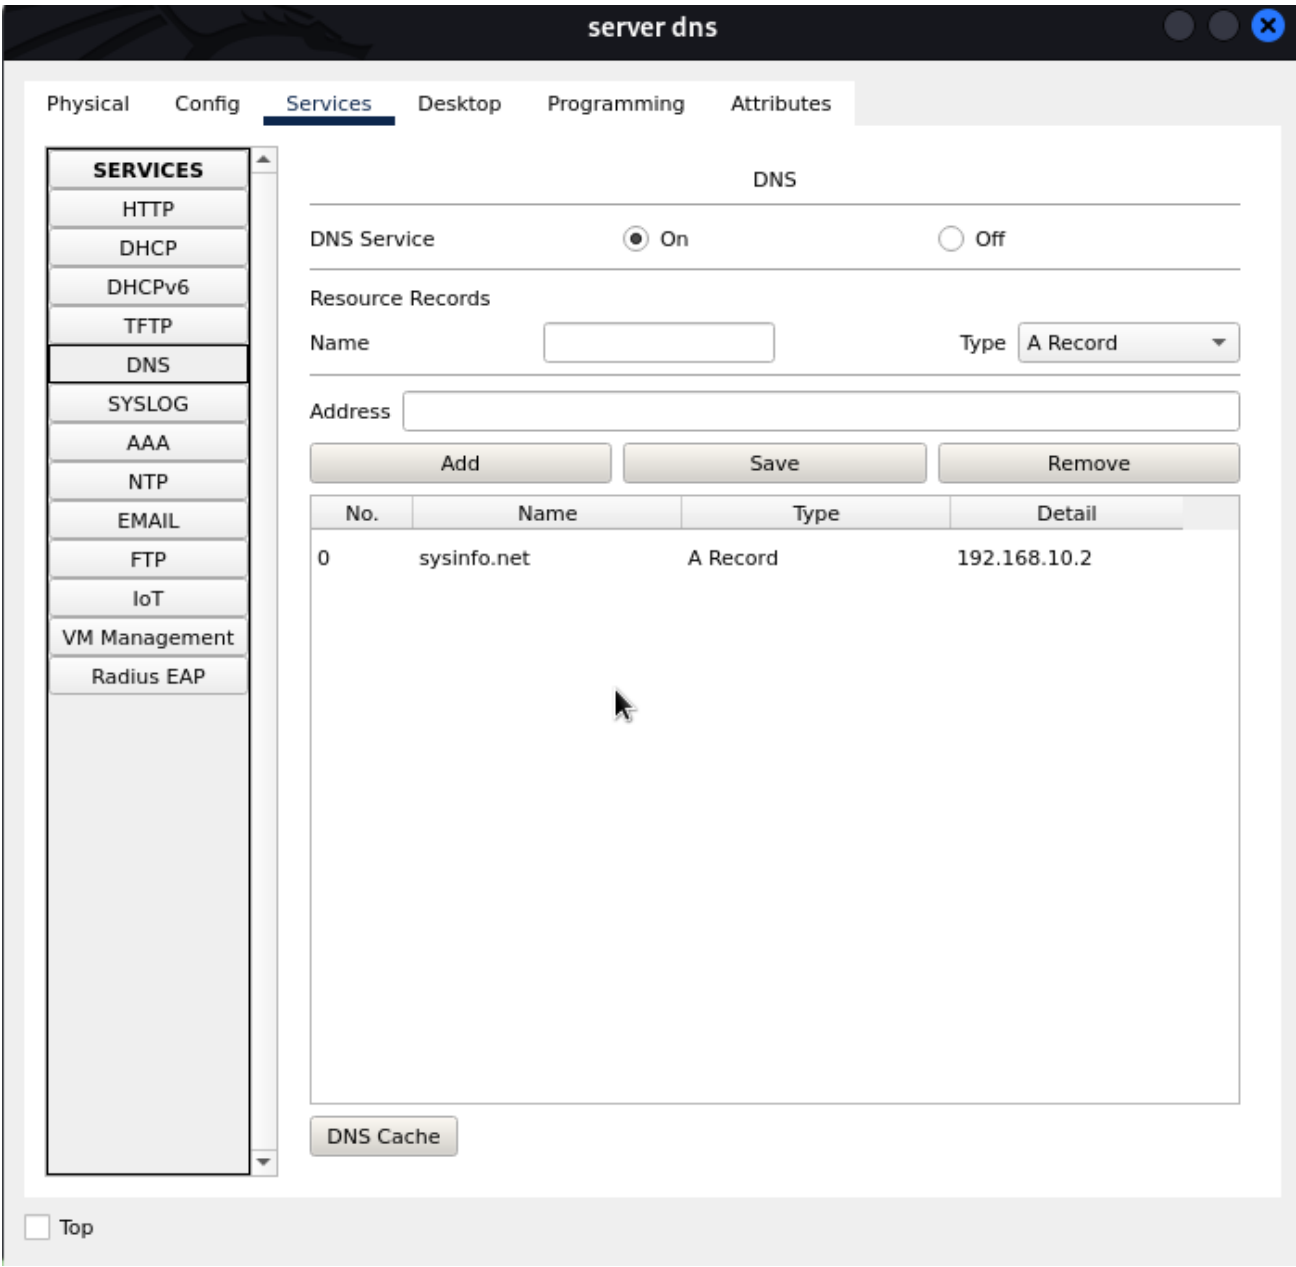 server dns
Physical Config Services Desktop Programming Attributes
SERVICES
HTTP
DHCP
DHCPv6
TFTP
DNS
SYSLOG
AAA
NTP
EMAIL
FTP
IoT
VM Management
Radius EAP
DNS
DNS Service On Off
Resource Records
Name Type A Record
Address
Add Save Remove
No. Name Type Detail
0 sysinfo.net A Record 192.168.10.2
DNS Cache
Top